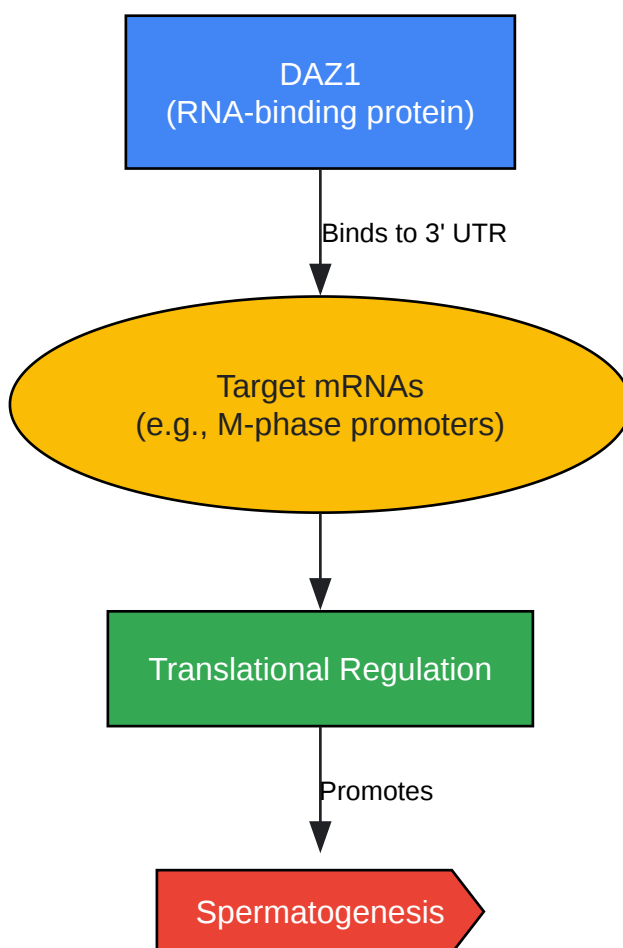 DAZ1
(RNA-binding protein)
Binds to 3' UTR
Target mRNAs
(e.g., M-phase promoters)
Translational Regulation
Promotes
Spermatogenesis